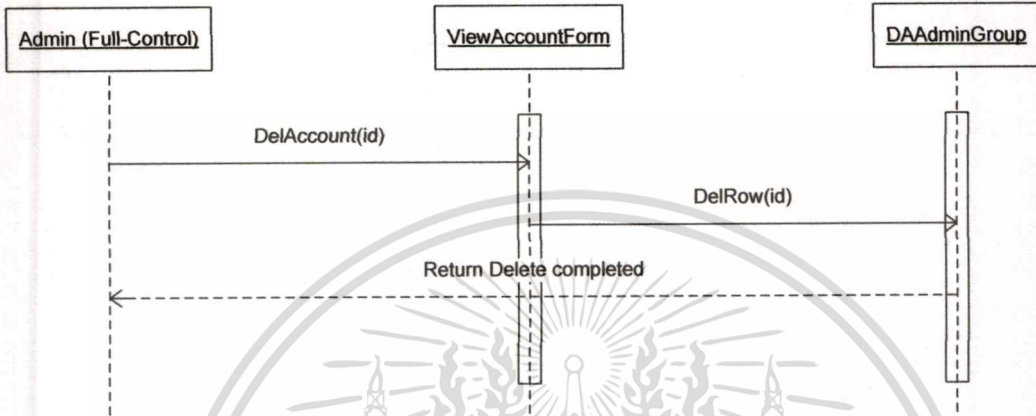 Admin (Full-Control)
ViewAccountForm
DAAdminGroup
DelAccount(id)
DelRow(id)
Return Delete completed